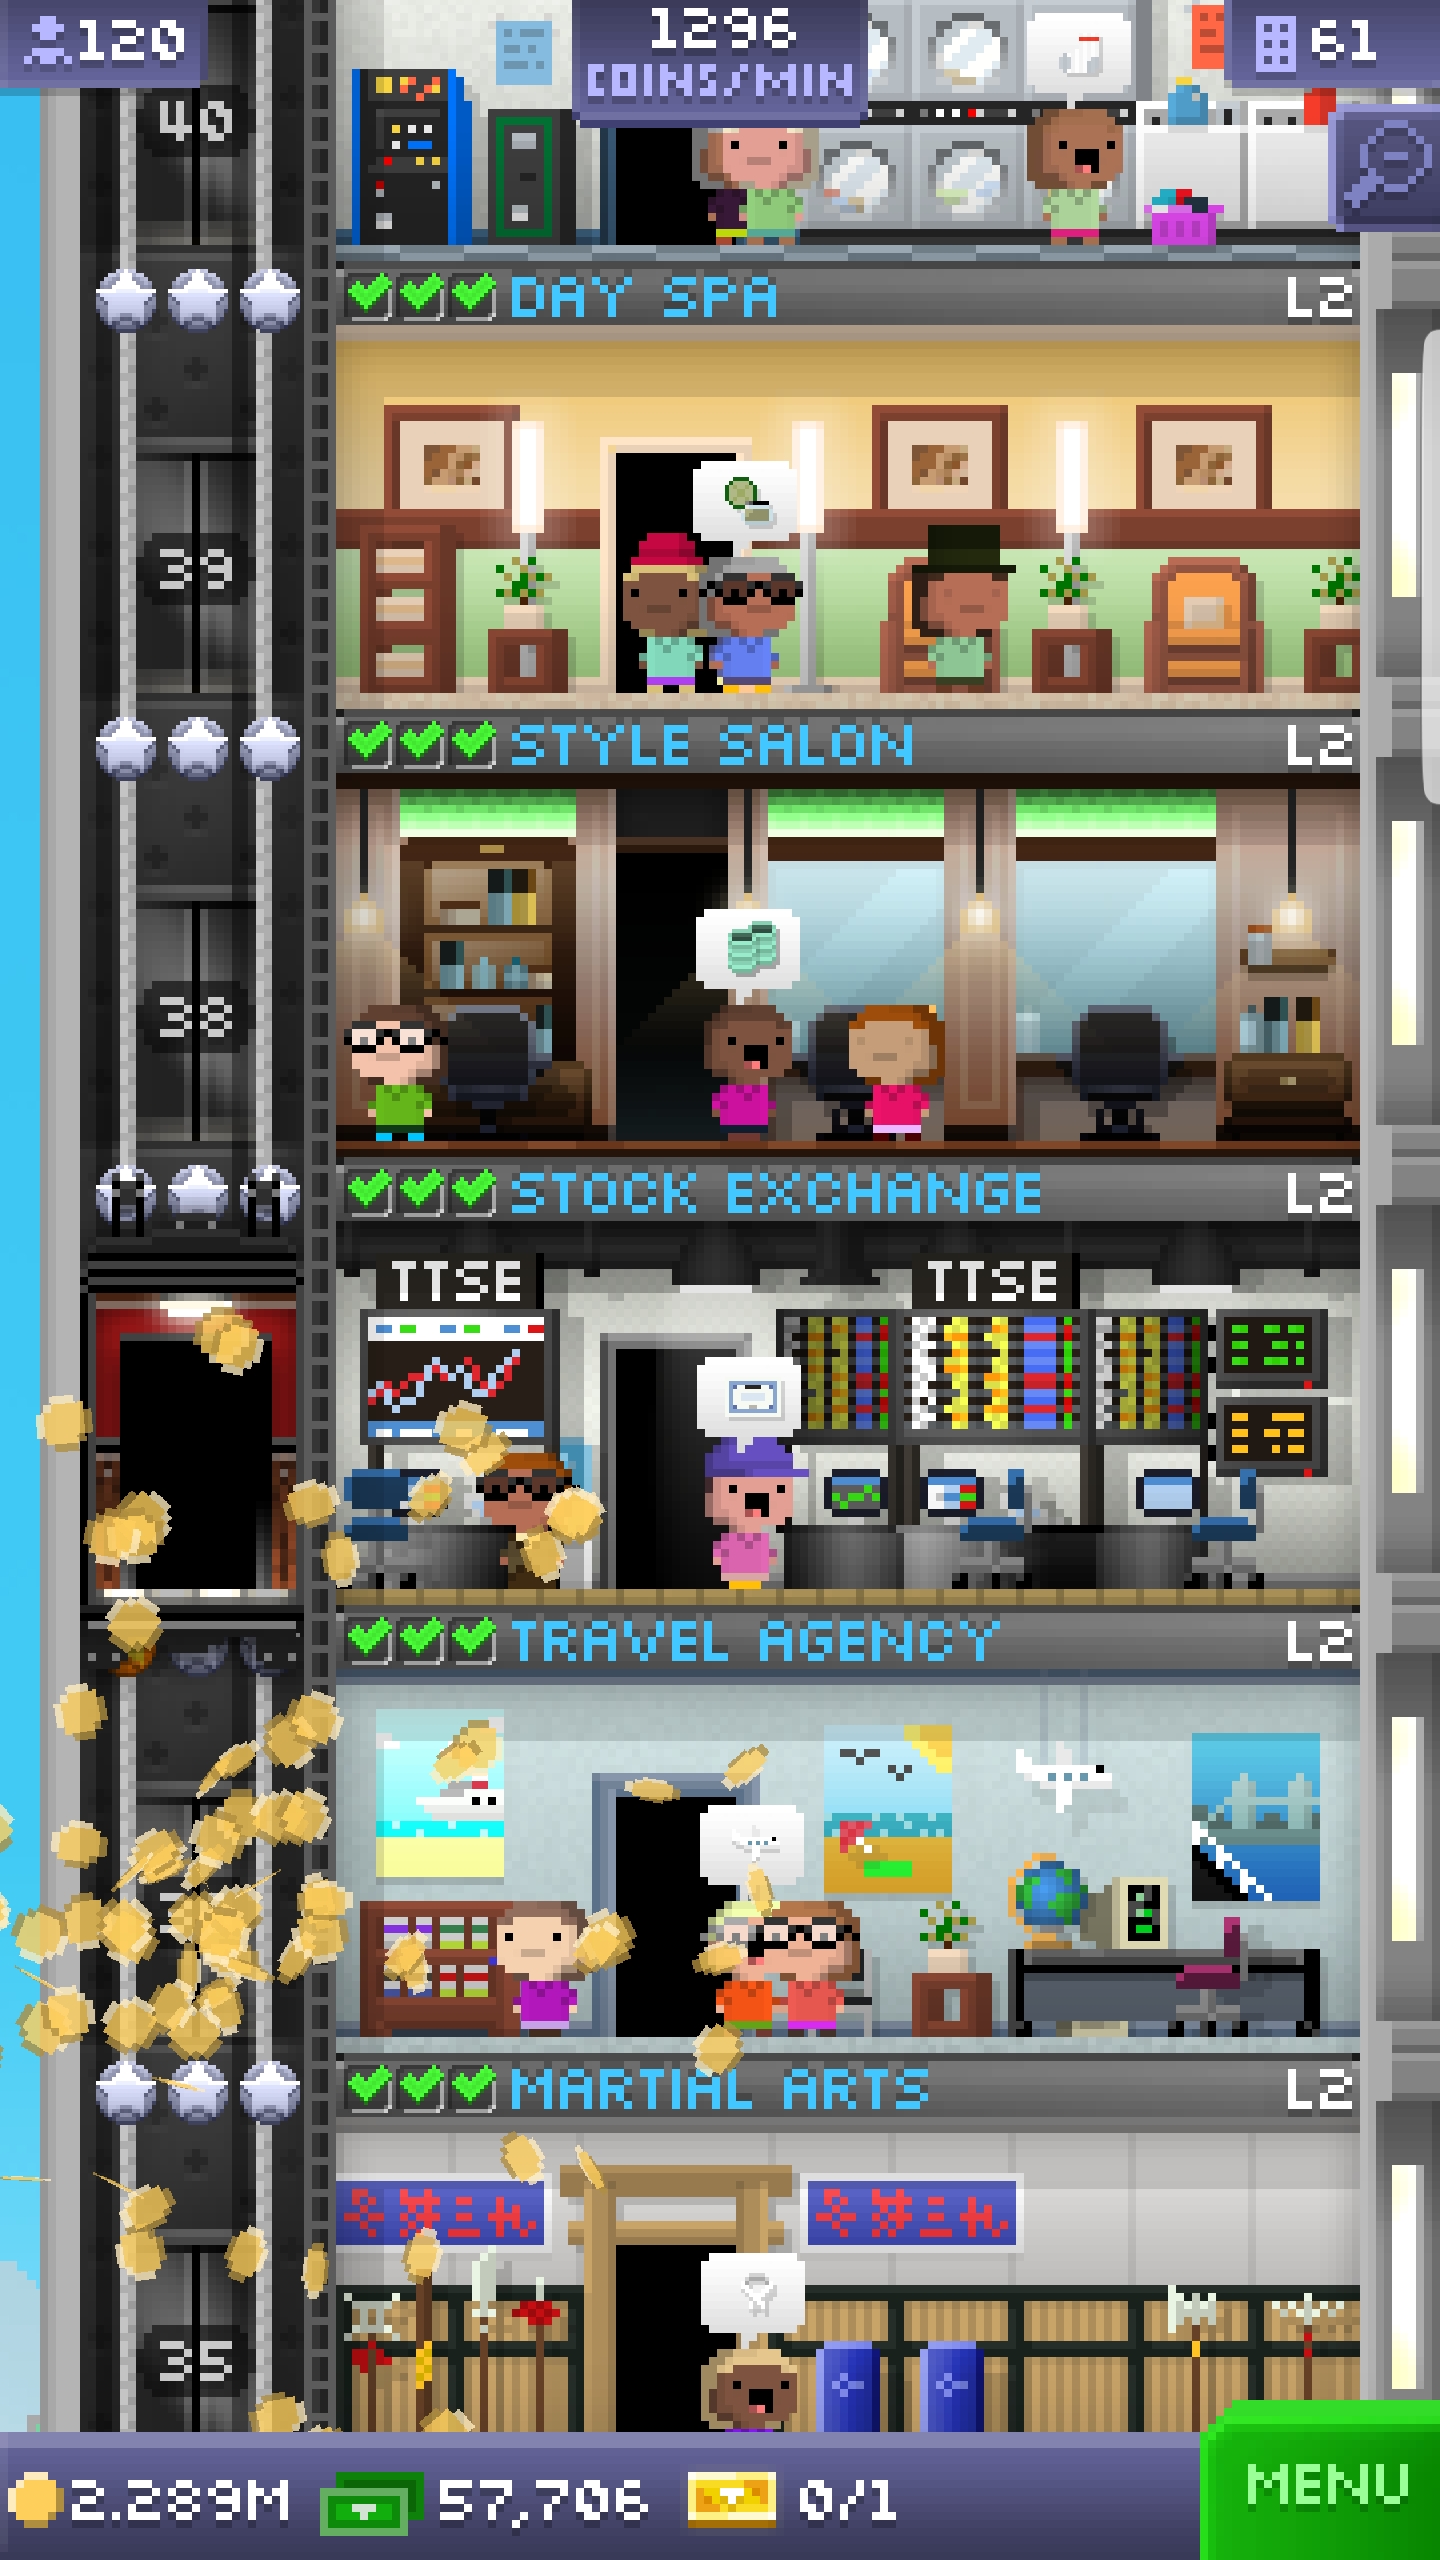 120
1296
COINS/MIN
61
40
DAY SPA L2
39
STYLE SALON L2
38
STOCK EXCHANGE L2
TTSE TTSE
TRAVEL AGENCY L2
MARTIAL ARTS L2
35
2.289M 57,706 0/1
MENU